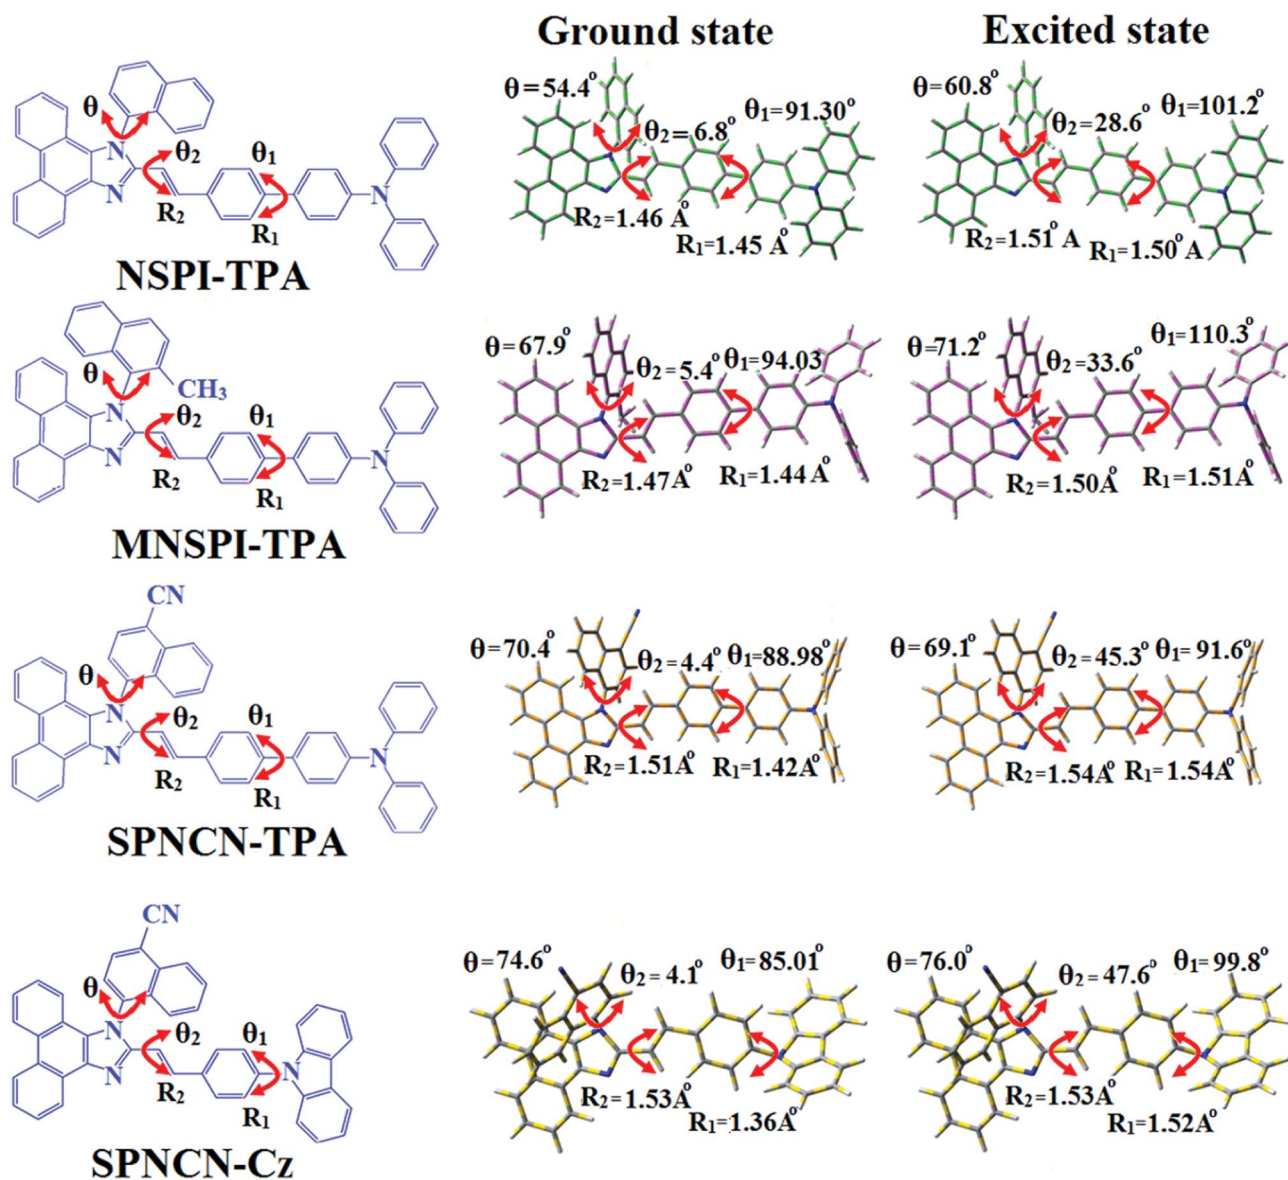 Ground state Excited state
θ=54.4° θ=60.8°
θ θ₂=6.8° θ₁=91.30° θ₂=28.6° θ₁=101.2°
N θ₂ θ₁
N R₂ R₁ N
R₂=1.46 A° R₁=1.45 A° R₂=1.51° A R₁=1.50° A
NSPI-TPA
θ=67.9° θ₂=5.4° θ₁=94.03 θ=71.2° θ₂=33.6° θ₁=110.3°
θ CH₃
N θ₂ θ₁
N R₂ R₁ N
R₂=1.47A° R₁=1.44A° R₂=1.50A° R₁=1.51A°
MNSPI-TPA
CN
θ=70.4° θ₂=4.4° θ₁=88.98° θ=69.1° θ₂=45.3° θ₁= 91.6°
θ
N θ₂ θ₁
N R₂ R₁ N
R₂=1.51A° R₁=1.42A° R₂=1.54A° R₁=1.54A°
SPNCN-TPA
CN
θ=74.6° θ₂=4.1° θ₁=85.01° θ=76.0° θ₂=47.6° θ₁=99.8°
θ
N θ₂ θ₁
N R₂ R₁ N
R₂=1.53A° R₁=1.36A° R₂=1.53A° R₁=1.52A°
SPNCN-Cz